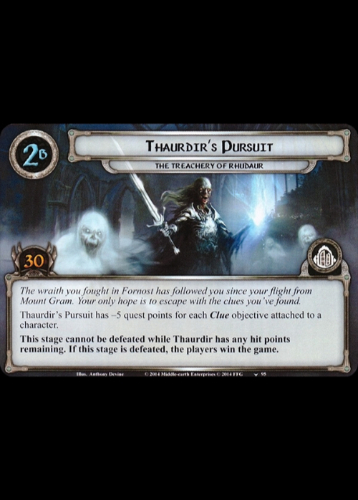 2B
THAURDIR'S PURSUIT
THE TREACHERY OF RHUDAUR
30
The wraith you fought in Fornost has followed you since your flight from
Mount Gram. Your only hope is to escape with the clues you've found.
Thaurdir's Pursuit has –5 quest points for each Clue objective attached to a
character.
This stage cannot be defeated while Thaurdir has any hit points
remaining. If this stage is defeated, the players win the game.
Illus. Anthony Devine © 2014 Middle-earth Enterprises © 2014 FFG